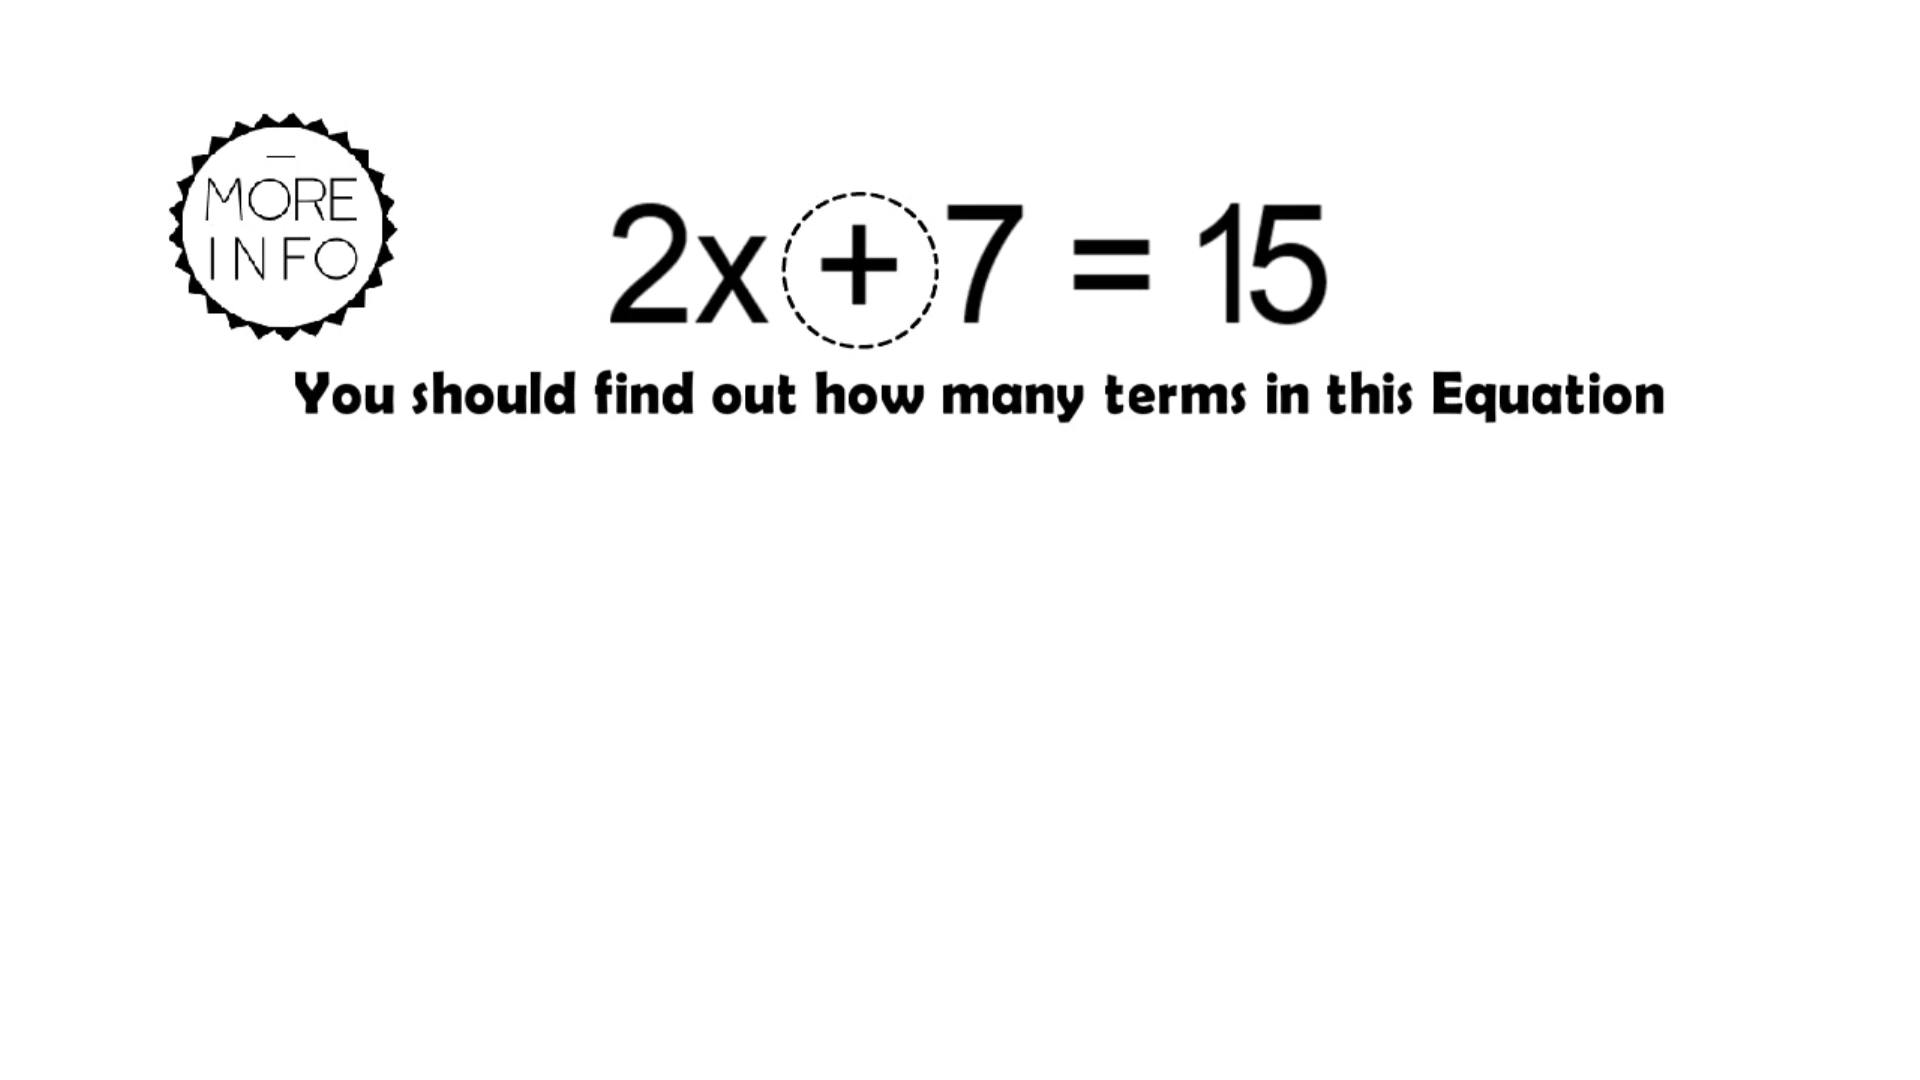 MORE
INFO
2x + 7 = 15
You should find out how many terms in this Equation